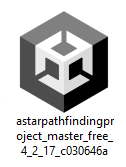 astarpathfindingpr
oject_master_free_
4_2_17_c030646a